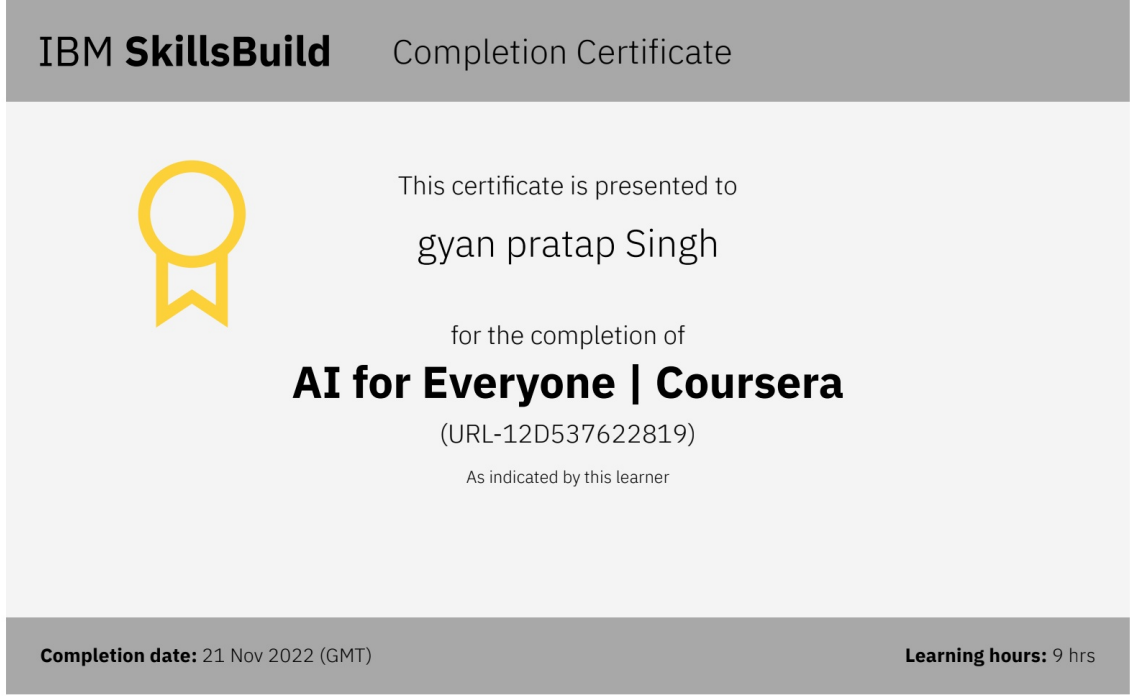 IBM SkillsBuild Completion Certificate
This certificate is presented to
gyan pratap Singh
for the completion of
AI for Everyone | Coursera
(URL-12D537622819)
As indicated by this learner
Completion date: 21 Nov 2022 (GMT) Learning hours: 9 hrs